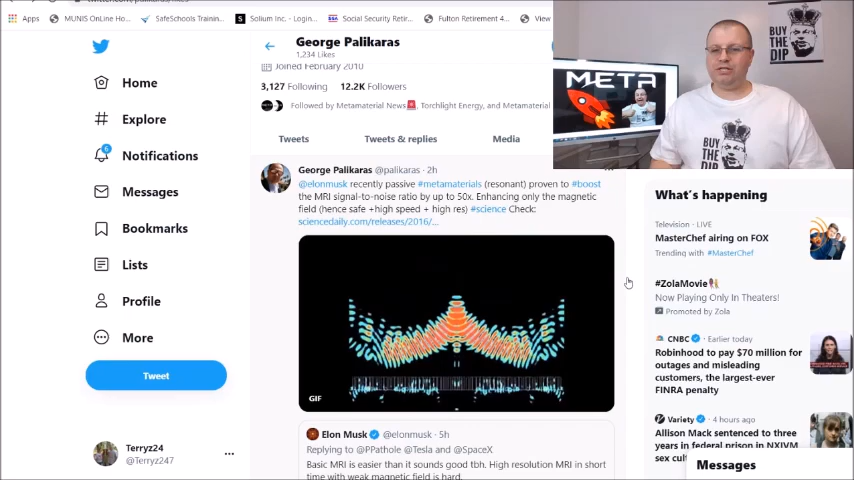 twitter.com/palikaras/likes
Apps
MUNIS OnLine Ho...
SafeSchools Training...
Solium Inc. - Login...
Social Security Retir...
Fulton Retirement 4...
View
Home
Explore
6
Notifications
Messages
Bookmarks
Lists
Profile
More
Tweet
Terryz24
@Terryz247
George Palikaras
1,234 Likes
Joined February 2010
3,127 Following 12.2K Followers
Followed by Metamaterial News🚨, Torchlight Energy, and Metamaterial
Tweets
Tweets & replies
Media
George Palikaras @palikaras · 2h
@elonmusk recently passive #metamaterials (resonant) proven to #boost
the MRI signal-to-noise ratio by up to 50x. Enhancing only the magnetic
field (hence safe +high speed + high res) #science Check:
sciencedaily.com/releases/2016/...
GIF
Elon Musk @elonmusk · 5h
Replying to @PPathole @Tesla and @SpaceX
Basic MRI is easier than it sounds good tbh. High resolution MRI in short
time with weak magnetic field is hard.
META
BUY
THE
DIP
BUY
THE
DIP
What's happening
Television · LIVE
MasterChef airing on FOX
Trending with #MasterChef
#ZolaMovie
Now Playing Only In Theaters!
Promoted by Zola
CNBC · Earlier today
Robinhood to pay $70 million for
outages and misleading
customers, the largest-ever
FINRA penalty
Variety · 4 hours ago
Allison Mack sentenced to three
years in federal prison in NXIVM
sex cult
Messages